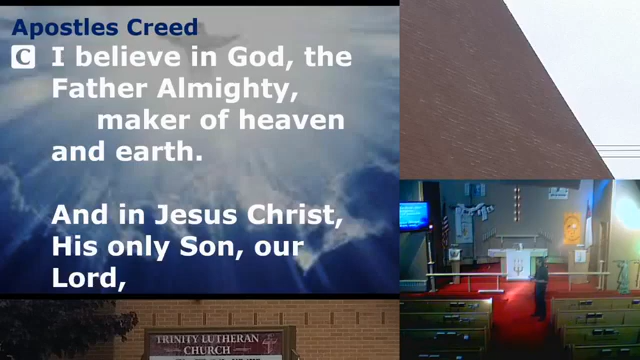 Apostles Creed
C I believe in God, the
Father Almighty,
maker of heaven
and earth.
And in Jesus Christ,
His only Son, our
Lord,
TRINITY LUTHERAN
CHURCH